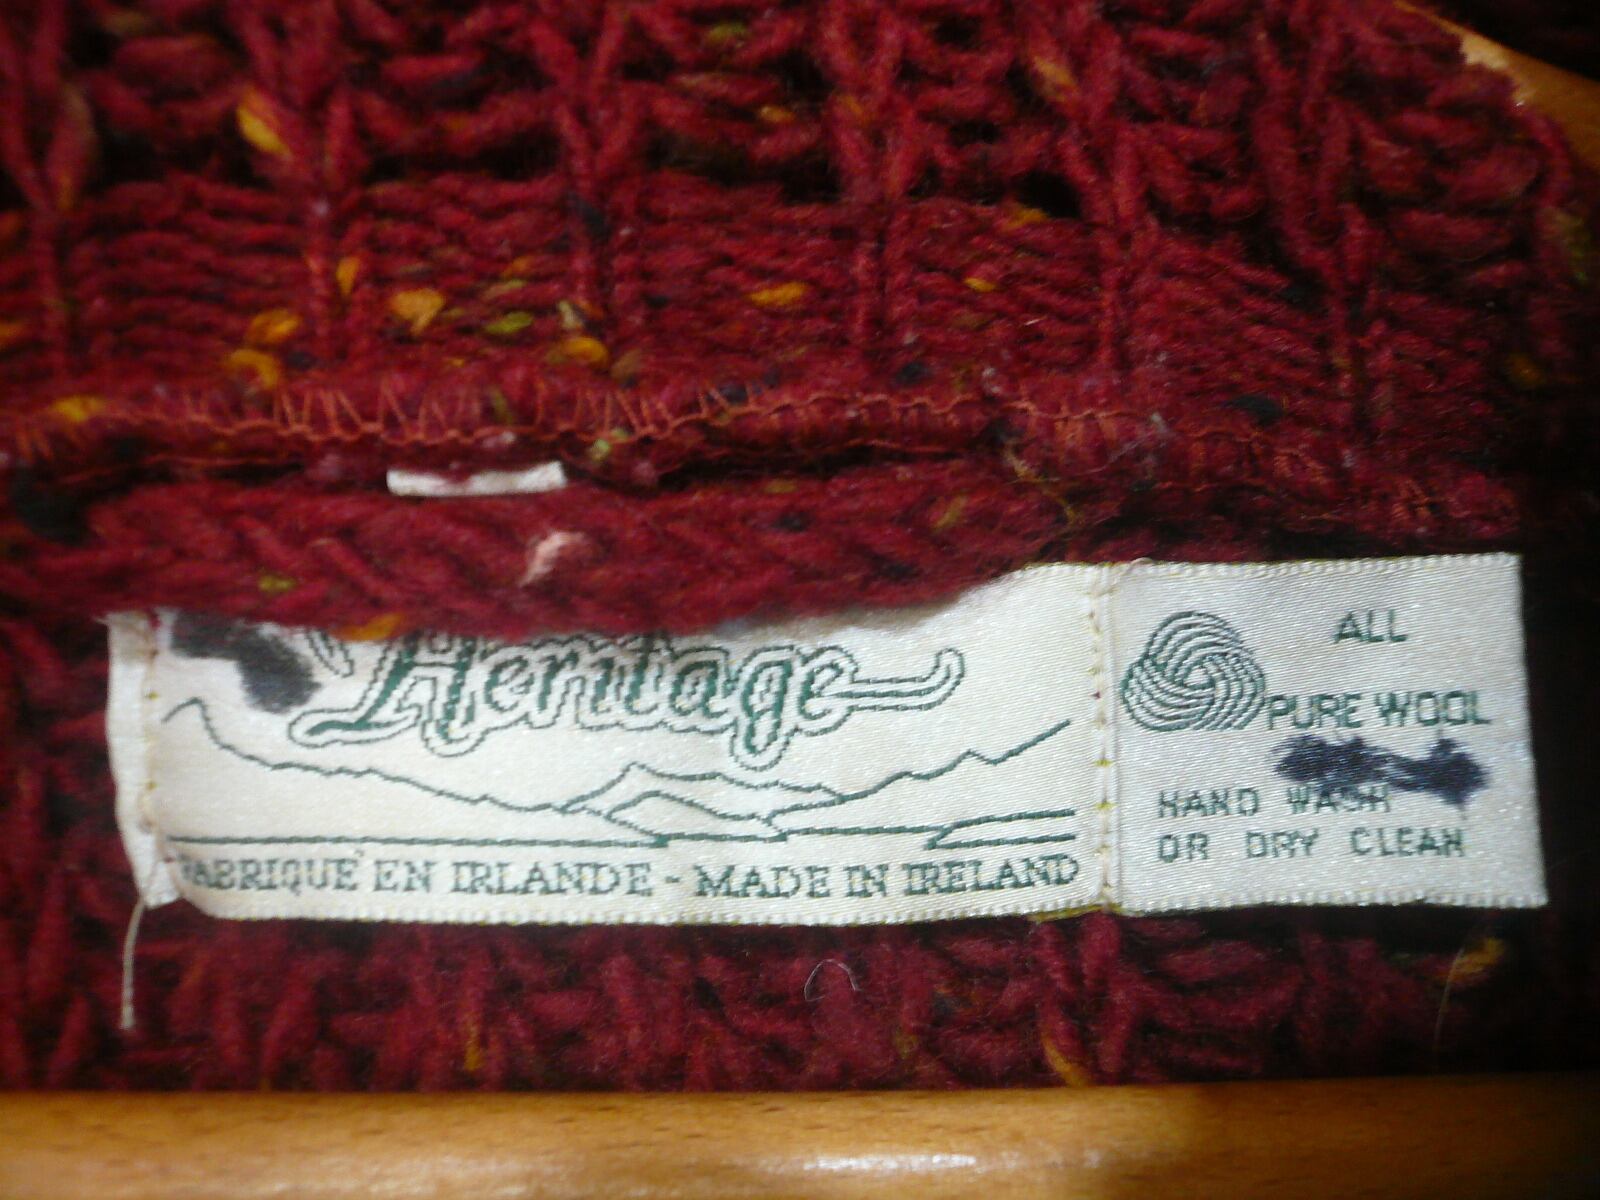 Heritage
FABRIQUÉ EN IRLANDE - MADE IN IRELAND
ALL
PURE WOOL
HAND WASH
OR DRY CLEAN